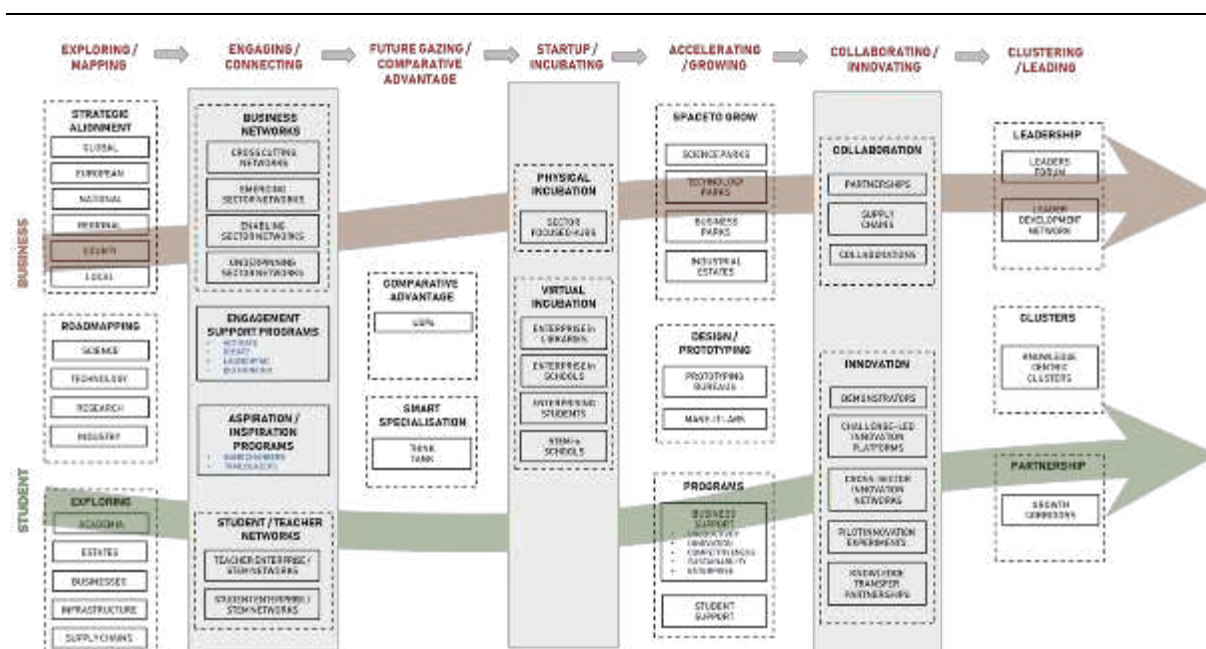 EXPLORING /
MAPPING
ENGAGING /
CONNECTING
FUTURE GAZING /
COMPARATIVE
ADVANTAGE
STARTUP /
INCUBATING
ACCELERATING
/GROWING
COLLABORATING /
INNOVATING
CLUSTERING
/LEADING
BUSINESS
STUDENT
STRATEGIC
ALIGNMENT
GLOBAL
EUROPEAN
NATIONAL
REGIONAL
COUNTY
LOCAL
ROADMAPPING
SCIENCE
TECHNOLOGY
RESEARCH
INDUSTRY
EXPLORING
ACADEMIA
ESTATES
BUSINESSES
INFRASTRUCTURE
SUPPLY CHAINS
BUSINESS
NETWORKS
CROSS CUTTING
NETWORKS
EMERGING
SECTOR NETWORKS
ENABLING
SECTOR NETWORKS
UNDERPINNING
SECTOR NETWORKS
ENGAGEMENT
SUPPORT PROGRAMS
ASPIRATION /
INSPIRATION
PROGRAMS
STUDENT / TEACHER
NETWORKS
TEACHER ENTERPRISE /
STEM NETWORKS
STUDENT ENTERPRISE /
STEM NETWORKS
COMPARATIVE
ADVANTAGE
USPs
SMART
SPECIALISATION
THINK
TANK
PHYSICAL
INCUBATION
SECTOR
FOCUSED HUBS
VIRTUAL
INCUBATION
ENTERPRISE in
LIBRARIES
ENTERPRISE in
SCHOOLS
ENTERPRISING
STUDENTS
STEM in
SCHOOLS
SPACE TO GROW
SCIENCE PARKS
TECHNOLOGY
PARKS
BUSINESS
PARKS
INDUSTRIAL
ESTATES
DESIGN /
PROTOTYPING
PROTOTYPING
BUREAUS
MAKE-IT LABS
PROGRAMS
BUSINESS
SUPPORT
PRODUCTIVITY
INNOVATION
COMPETITIVENESS
SUSTAINABILITY
ENTERPRISE
STUDENT
SUPPORT
COLLABORATION
PARTNERSHIPS
SUPPLY
CHAINS
COLLABORATIONS
INNOVATION
DEMONSTRATORS
CHALLENGE-LED
INNOVATION
PLATFORMS
CROSS-SECTOR
INNOVATION
NETWORKS
PILOT INNOVATION
EXPERIMENTS
KNOWLEDGE
TRANSFER
PARTNERSHIPS
LEADERSHIP
LEADERS
FORUM
LEADER
DEVELOPMENT
NETWORK
CLUSTERS
KNOWLEDGE
CENTRIC
CLUSTERS
PARTNERSHIP
GROWTH
CORRIDORS